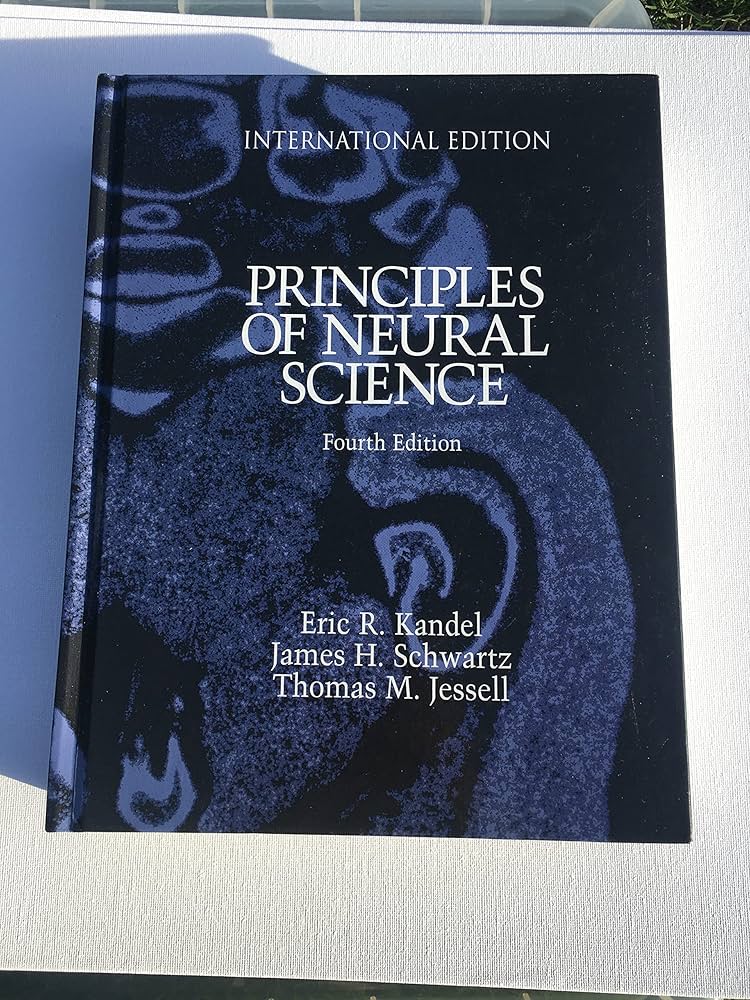 INTERNATIONAL EDITION
PRINCIPLES
OF NEURAL
SCIENCE
Fourth Edition
Eric R. Kandel
James H. Schwartz
Thomas M. Jessell